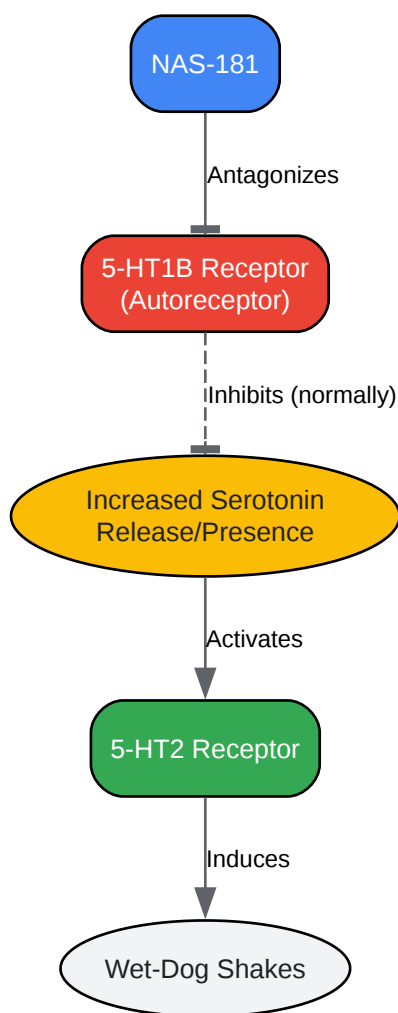 NAS-181
Antagonizes
5-HT1B Receptor
(Autoreceptor)
Inhibits (normally)
Increased Serotonin
Release/Presence
Activates
5-HT2 Receptor
Induces
Wet-Dog Shakes